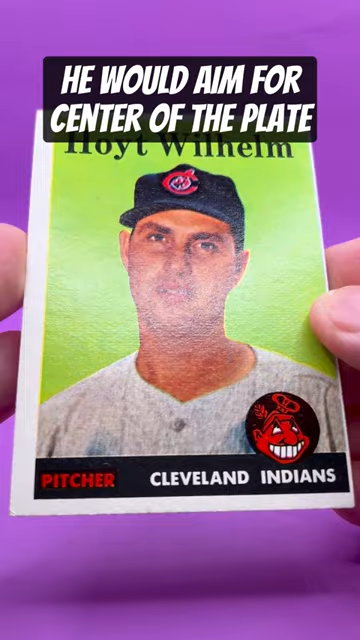 HE WOULD AIM FOR
CENTER OF THE PLATE
Hoyt Wilhelm
PITCHER CLEVELAND INDIANS